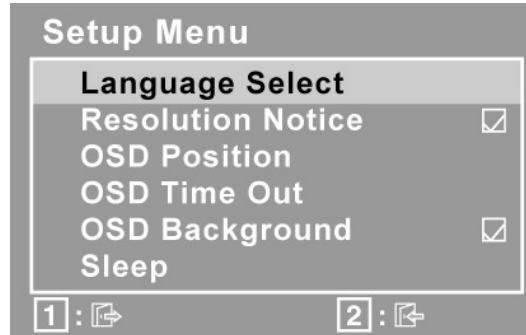 Setup Menu
Language Select
Resolution Notice
OSD Position
OSD Time Out
OSD Background
Sleep
1 : 2 :